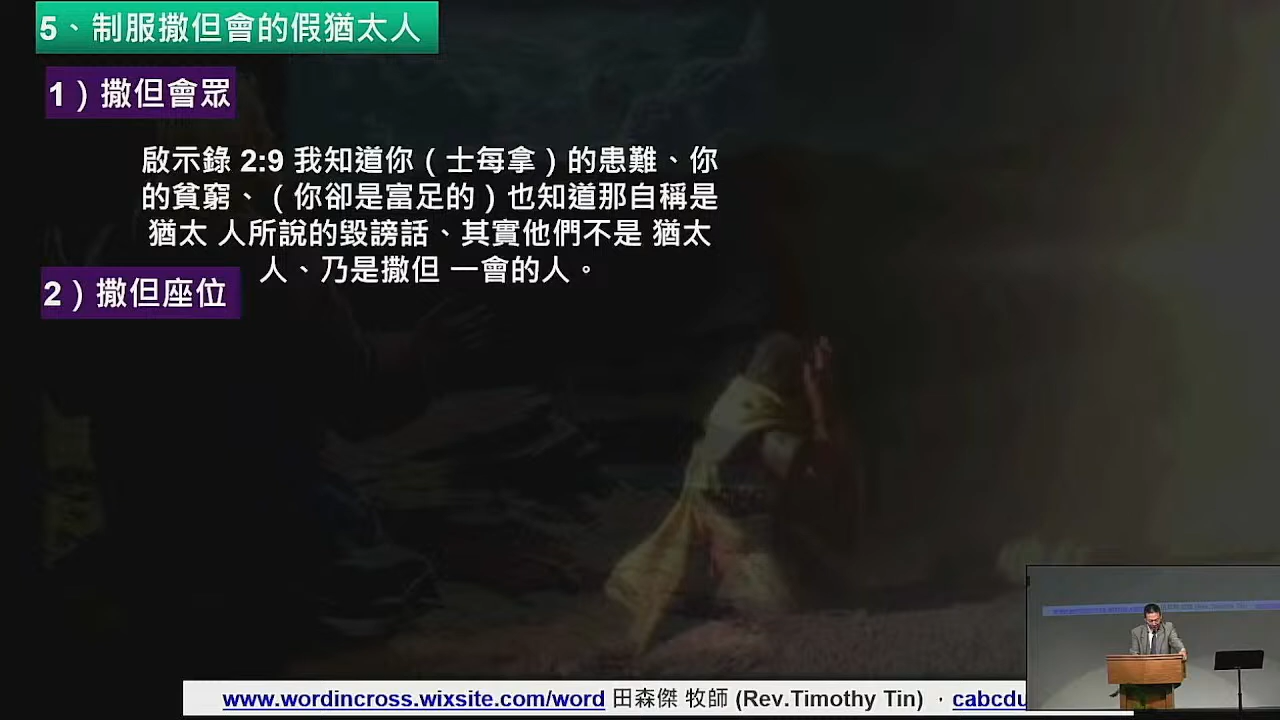 5、制服撒但會的假猶太人
1）撒但會眾
啟示錄 2:9 我知道你（士每拿）的患難、你
的貧窮、（你卻是富足的）也知道那自稱是
猶太 人所說的毀謗話、其實他們不是 猶太
人、乃是撒但 一會的人。
2）撒但座位
www.wordincross.wixsite.com/word 田森傑 牧師 (Rev.Timothy Tin) ，cabcdu